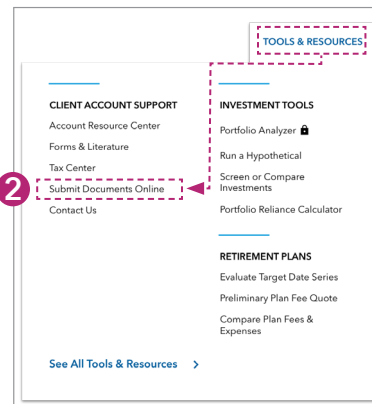 TOOLS & RESOURCES
CLIENT ACCOUNT SUPPORT
Account Resource Center
Forms & Literature
Tax Center
2
Submit Documents Online
Contact Us
INVESTMENT TOOLS
Portfolio Analyzer
Run a Hypothetical
Screen or Compare
Investments
Portfolio Reliance Calculator
RETIREMENT PLANS
Evaluate Target Date Series
Preliminary Plan Fee Quote
Compare Plan Fees &
Expenses
See All Tools & Resources >